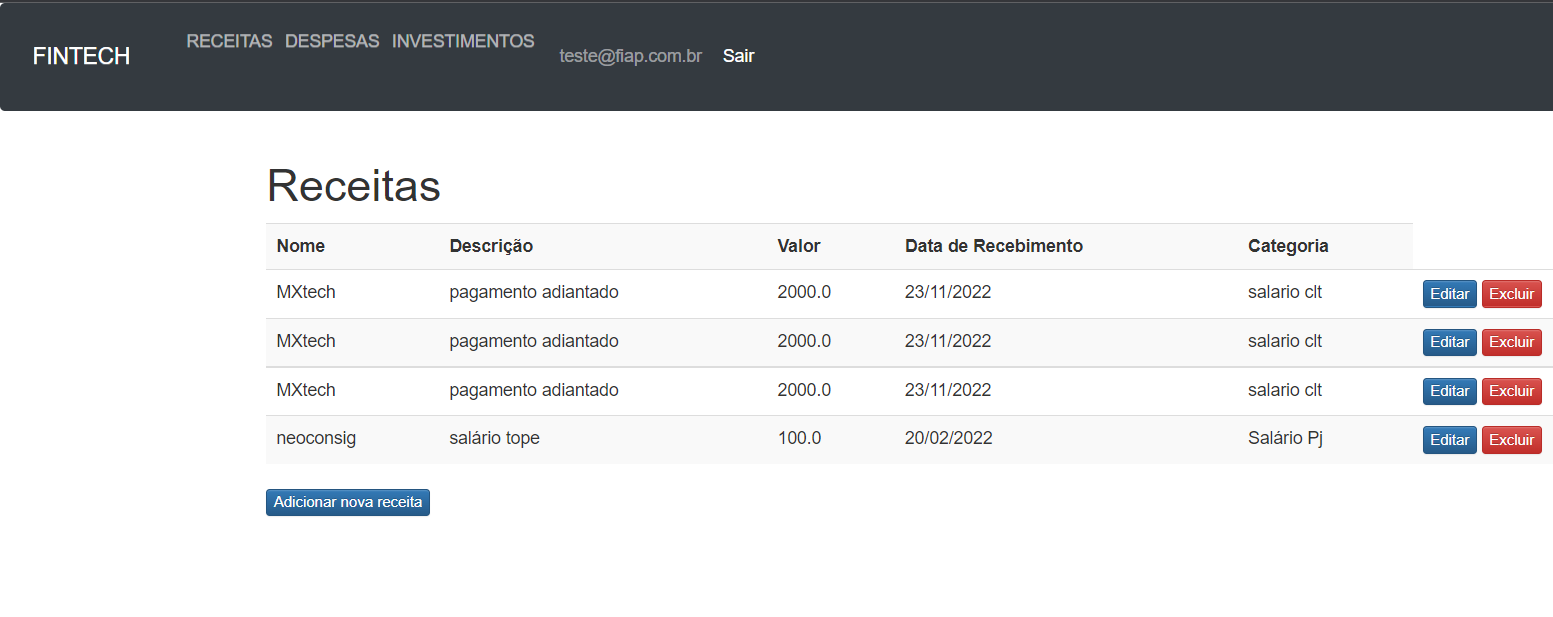 FINTECH RECEITAS DESPESAS INVESTIMENTOS teste@fiap.com.br Sair
Receitas
Nome Descrição Valor Data de Recebimento Categoria
MXtech pagamento adiantado 2000.0 23/11/2022 salario clt Editar Excluir
MXtech pagamento adiantado 2000.0 23/11/2022 salario clt Editar Excluir
MXtech pagamento adiantado 2000.0 23/11/2022 salario clt Editar Excluir
neoconsig salário tope 100.0 20/02/2022 Salário Pj Editar Excluir
Adicionar nova receita